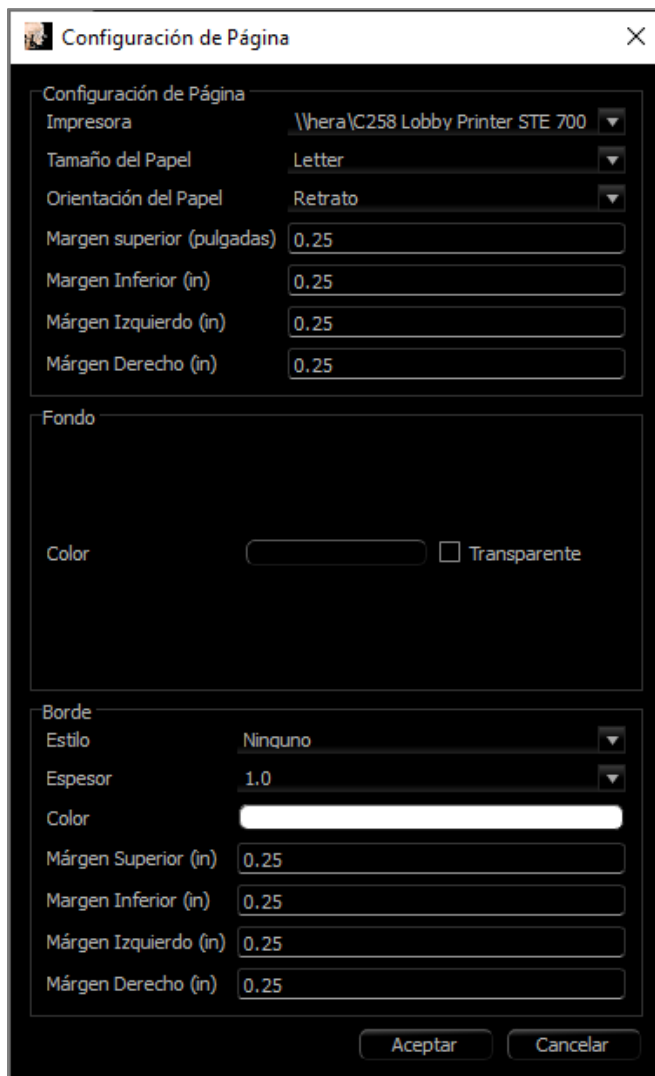 Configuración de Página
Configuración de Página
Impresora \\hera\C258 Lobby Printer STE 700
Tamaño del Papel Letter
Orientación del Papel Retrato
Margen superior (pulgadas) 0.25
Margen Inferior (in) 0.25
Márgen Izquierdo (in) 0.25
Márgen Derecho (in) 0.25
Fondo
Color Transparente
Borde
Estilo Ninguno
Espesor 1.0
Color
Márgen Superior (in) 0.25
Margen Inferior (in) 0.25
Márgen Izquierdo (in) 0.25
Márgen Derecho (in) 0.25
Aceptar Cancelar